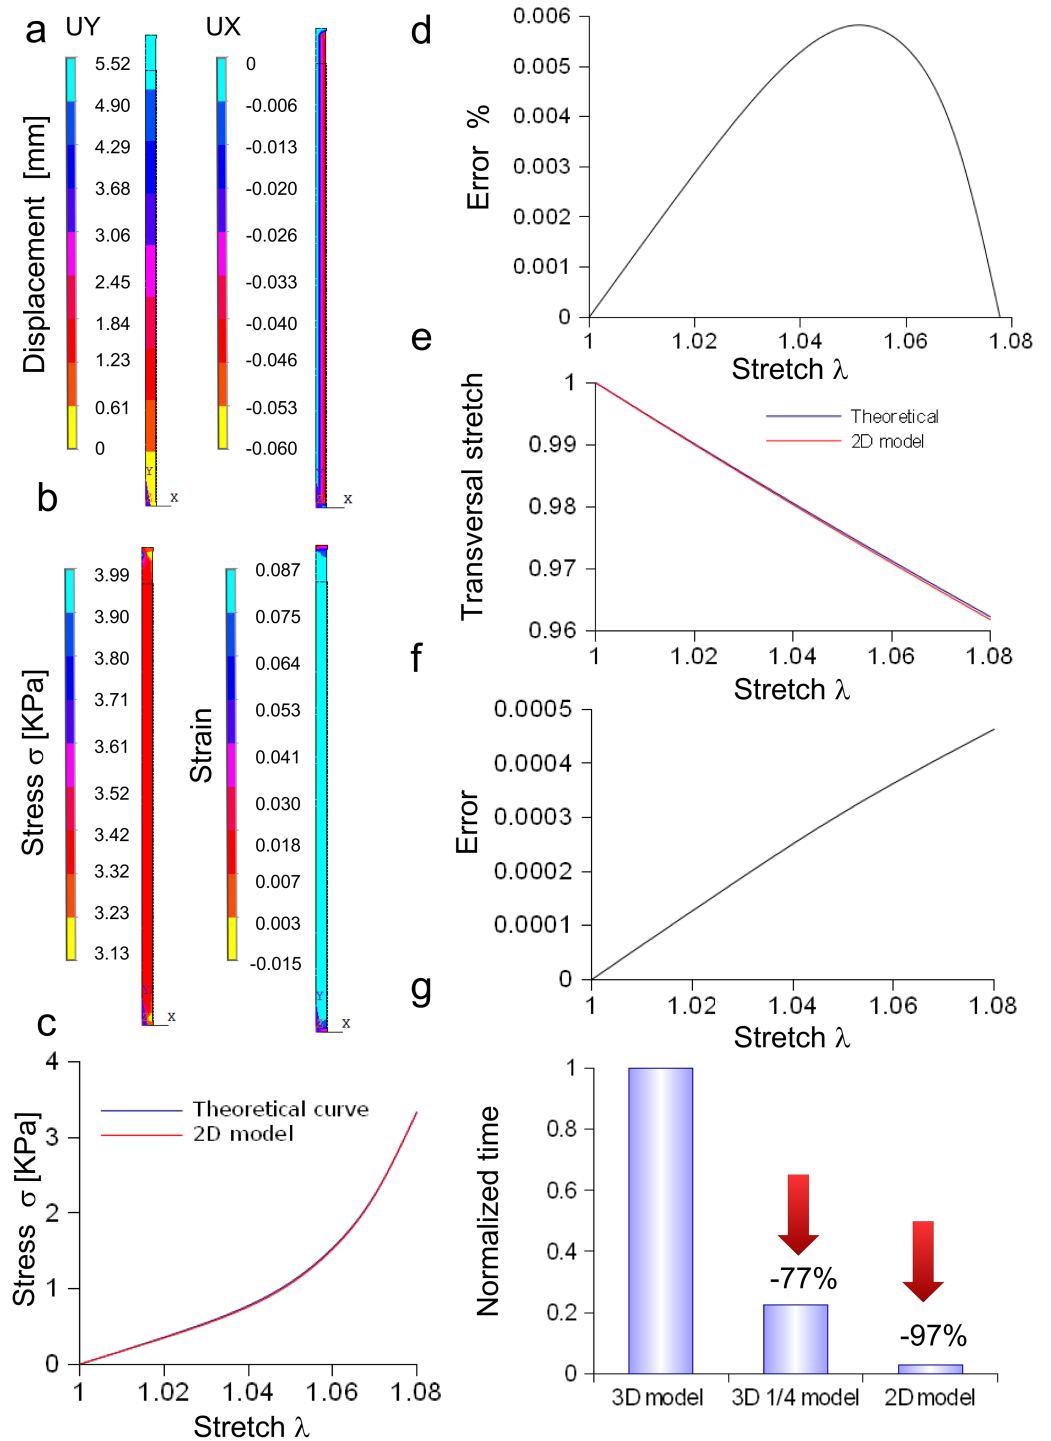 a
UY
UX
Displacement [mm]
5.52
4.90
4.29
3.68
3.06
2.45
1.84
1.23
0.61
0
0
-0.006
-0.013
-0.020
-0.026
-0.033
-0.040
-0.046
-0.053
-0.060
Y
X
X
b
Stress σ [KPa]
3.99
3.90
3.80
3.71
3.61
3.52
3.42
3.32
3.23
3.13
Strain
0.087
0.075
0.064
0.053
0.041
0.030
0.018
0.007
0.003
-0.015
Y
X
Y
X
c
Stress σ [KPa]
4
3
2
1
0
Theoretical curve
2D model
1 1.02 1.04 1.06 1.08
Stretch λ
d
Error %
0.006
0.005
0.004
0.003
0.002
0.001
0
1 1.02 1.04 1.06 1.08
Stretch λ
e
Transversal stretch
1
0.99
0.98
0.97
0.96
Theoretical
2D model
1 1.02 1.04 1.06 1.08
Stretch λ
f
Error
0.0005
0.0004
0.0003
0.0002
0.0001
0
1 1.02 1.04 1.06 1.08
Stretch λ
g
Normalized time
1
0.8
0.6
0.4
0.2
0
-77%
-97%
3D model 3D 1/4 model 2D model